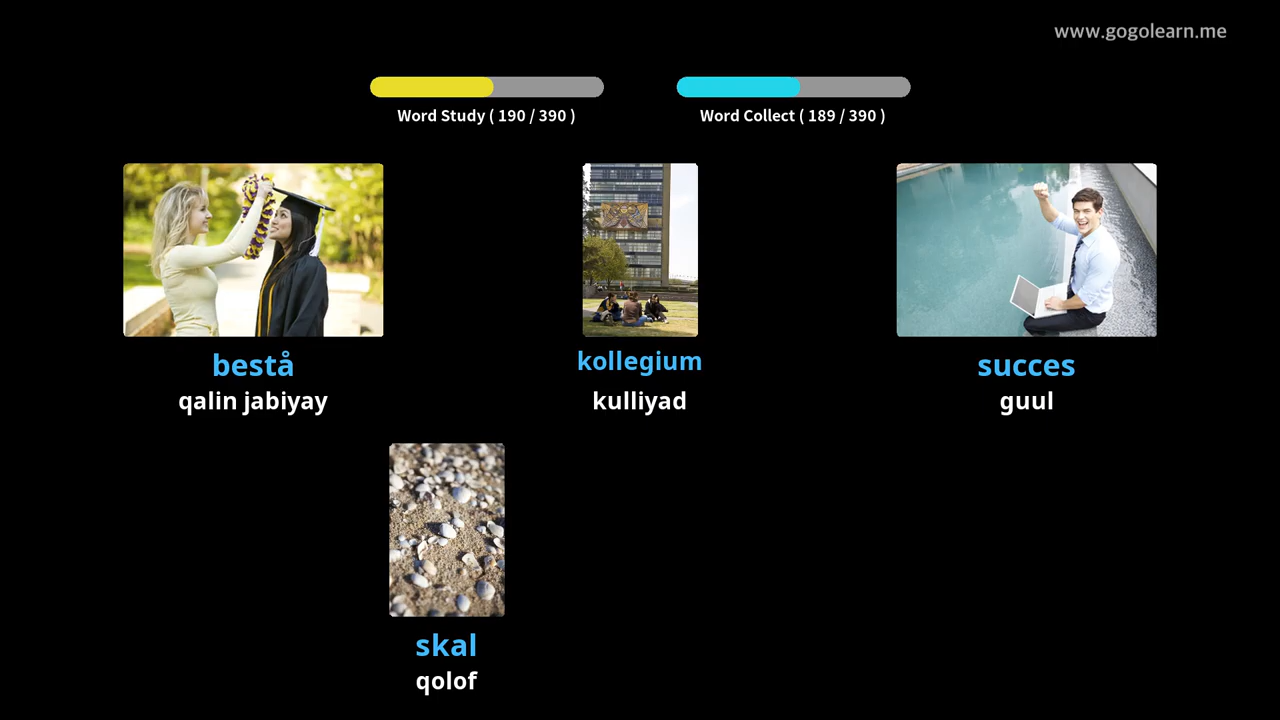 www.gogolearn.me
Word Study ( 190 / 390 )
Word Collect ( 189 / 390 )
bestå
qalin jabiyay
kollegium
kulliyad
succes
guul
skal
qolof